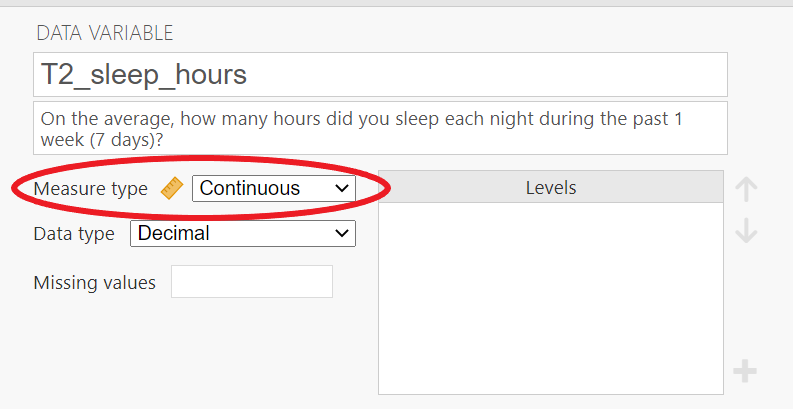 DATA VARIABLE
T2_sleep_hours
On the average, how many hours did you sleep each night during the past 1
week (7 days)?
Measure type Continuous
Levels
Data type Decimal
Missing values